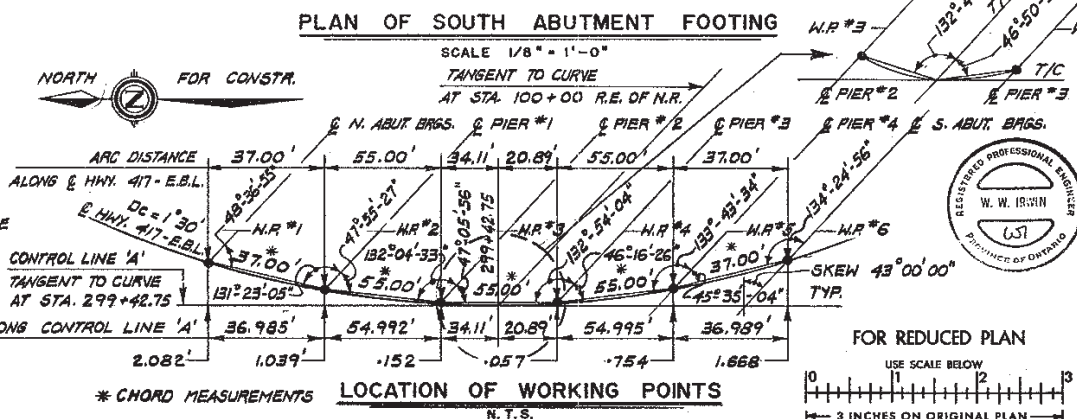 PLAN OF SOUTH ABUTMENT FOOTING
SCALE 1/8" = 1'-0"
W.P. #3
132°-4
46°-50-3
T/C
℄ PIER #2
℄ PIER #3
NORTH
N
FOR CONSTR.
TANGENT TO CURVE
AT STA. 100+00 R.E. OF N.R.
℄ N. ABUT. BRGS.
℄ PIER #1
℄ PIER #2
℄ PIER #3
℄ PIER #4
℄ S. ABUT. BRGS.
ARC DISTANCE
ALONG ℄ HWY. 417-E.B.L.
37.00' 55.00' 34.11' 20.89' 55.00' 37.00'
Dc = 1°30'
℄ HWY. 417-E.B.L.
48°-36'-55"
47°-55'-27"
47°05'-56"
299+42.75
132°-54'-04"
133°-43'-34"
134°-24'-56"
W.P. #1
W.P. #2
W.P. #3
W.P. #4
W.P. #5
W.P. #6
CONTROL LINE 'A'
TANGENT TO CURVE
AT STA. 299+42.75
37.00'*
131°-23'-05"
55.00'*
132°-04'-33"
55.00'*
46°-16-26"
55.00'*
37.00'*
45°35'-04"
SKEW 43°00'00"
TYP.
ONG CONTROL LINE 'A'
36.985' 54.992' 34.11' 20.89' 54.995' 36.989'
2.082' 1.039' .152 .057 .754 1.668'
* CHORD MEASUREMENTS
LOCATION OF WORKING POINTS
N.T.S.
REGISTERED PROFESSIONAL ENGINEER
W. W. IRWIN
PROVINCE OF ONTARIO
FOR REDUCED PLAN
USE SCALE BELOW
0 1 2 3
3 INCHES ON ORIGINAL PLAN